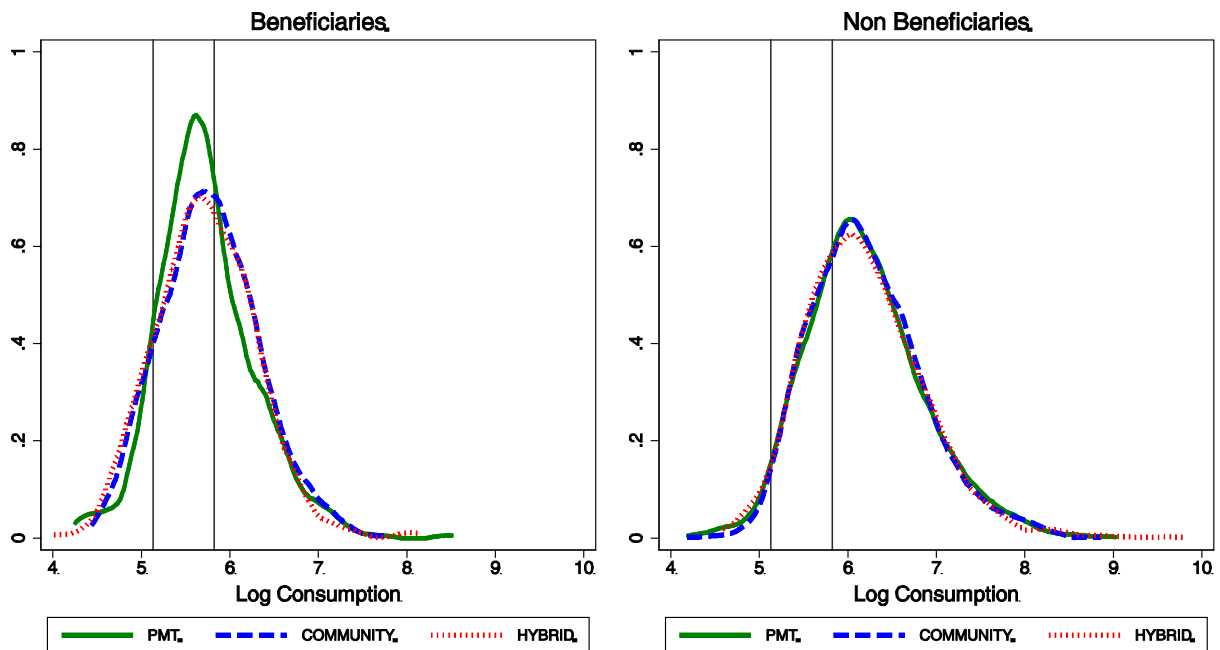 Beneficiaries.
1
.8
.6
.4
.2
0
4. 5. 6. 7. 8. 9. 10.
Log Consumption.
PMT. COMMUNITY. HYBRID.
Non Beneficiaries.
1
.8
.6
.4
.2
0
4. 5. 6. 7. 8. 9. 10.
Log Consumption.
PMT. COMMUNITY. HYBRID.